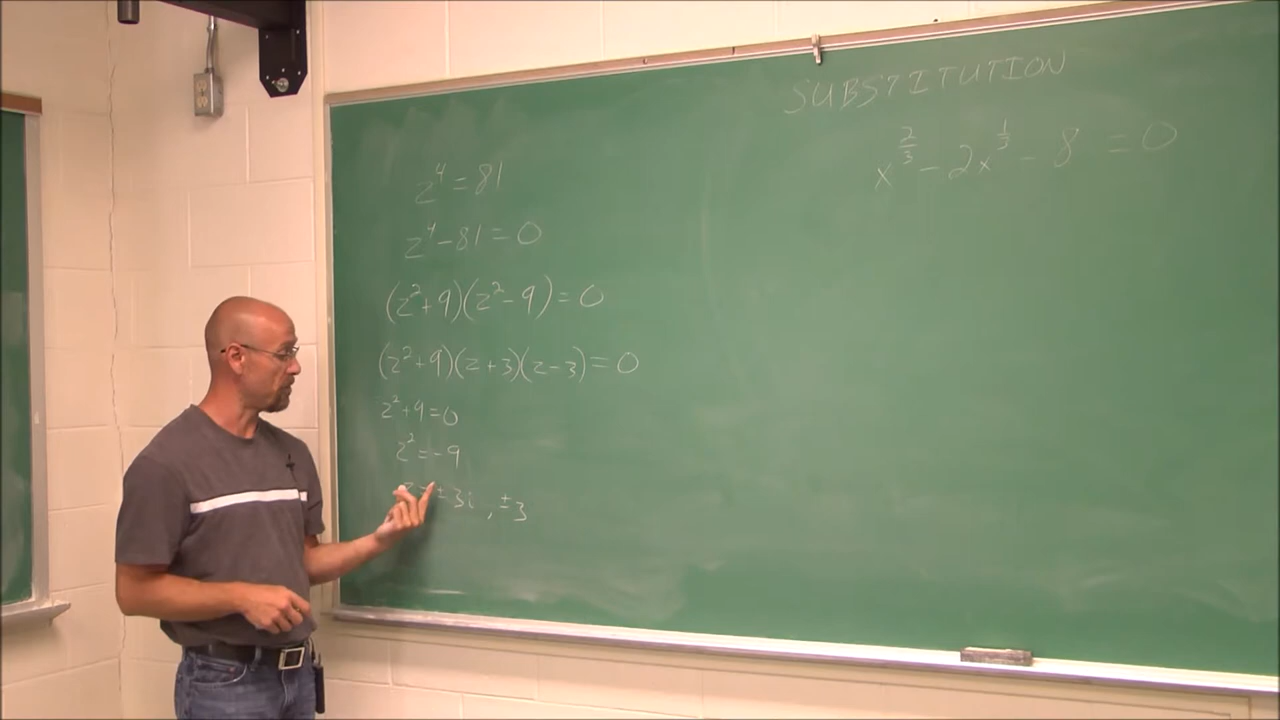 z⁴ = 81
z⁴ - 81 = 0
(z² + 9)(z² - 9) = 0
(z² + 9)(z + 3)(z - 3) = 0
z² + 9 = 0
z² = -9
z = ±3i, ±3
SUBSTITUTION
x^(2/3) - 2x^(1/3) - 8 = 0